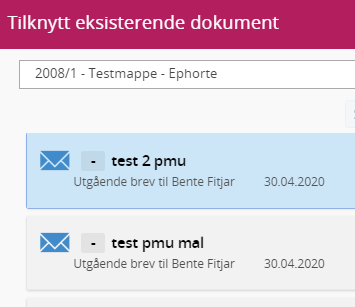 Tilknytt eksisterende dokument
2008/1 - Testmappe - Ephorte
- test 2 pmu
Utgående brev til Bente Fitjar 30.04.2020
- test pmu mal
Utgående brev til Bente Fitjar 30.04.2020